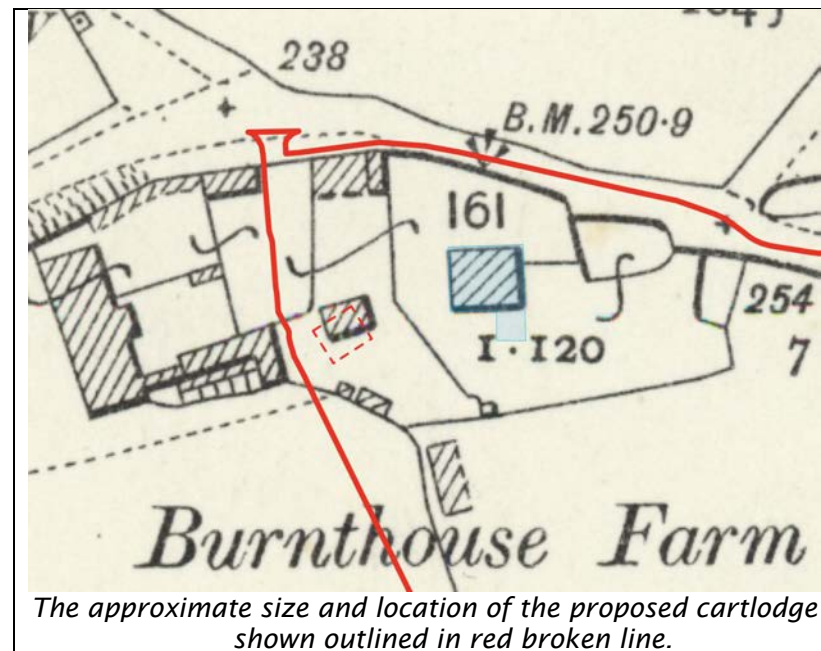 238
B.M.250·9
161
1·120
254
7
Burnthouse Farm
The approximate size and location of the proposed cartlodge
shown outlined in red broken line.